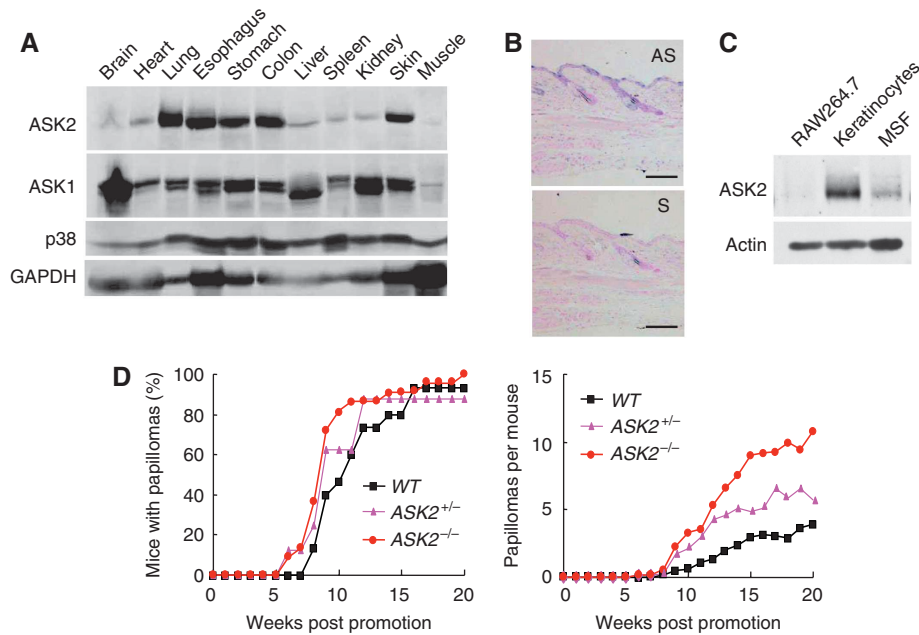 A
Brain Heart Lung Esophagus Stomach Colon Liver Spleen Kidney Skin Muscle
ASK2
ASK1
p38
GAPDH
B
AS
S
C
RAW264.7 Keratinocytes MSF
ASK2
Actin
D
Mice with papillomas (%)
100
80
60
40
20
0
0 5 10 15 20
Weeks post promotion
WT
ASK2+/−
ASK2−/−
Papillomas per mouse
15
10
5
0
0 5 10 15 20
Weeks post promotion
WT
ASK2+/−
ASK2−/−